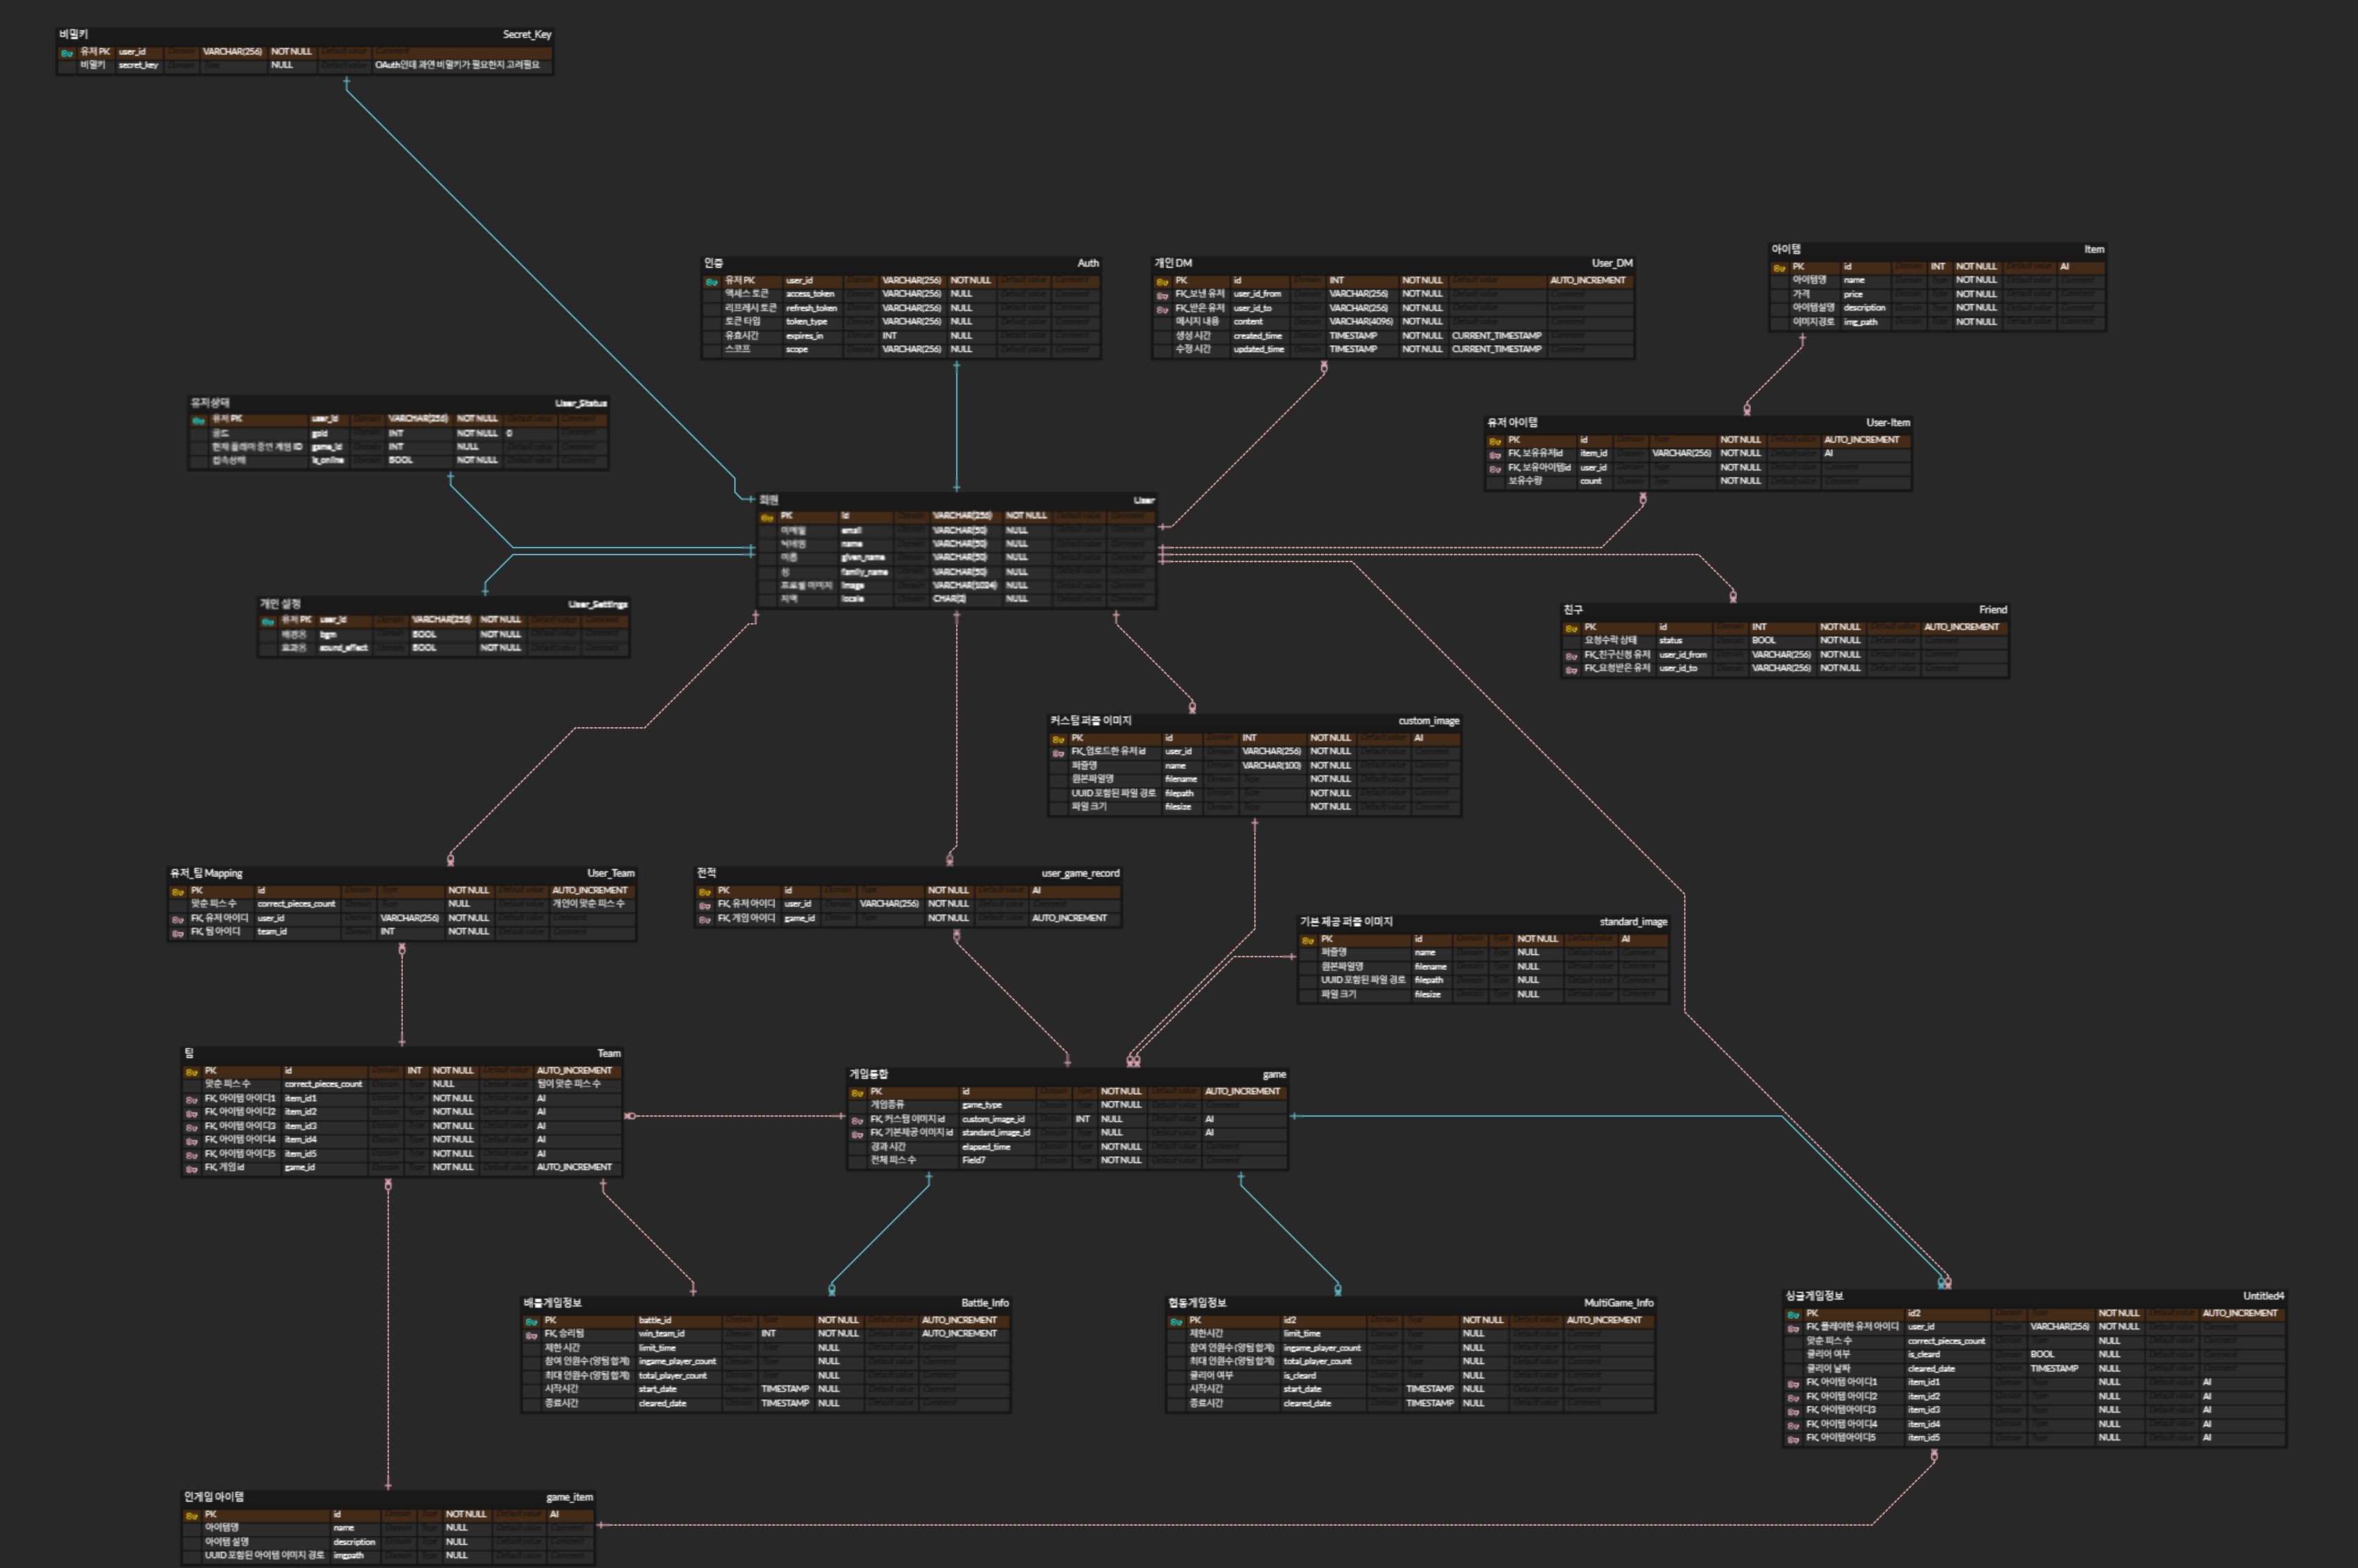 비밀키 Secret_Key
유저 PK user_id Domain VARCHAR(256) NOT NULL Default value Comment
비밀키 secret_key Domain Type NULL Default value OAuth인데 과연 비밀키가 필요한지 고려필요
인증 Auth
유저 PK user_id Domain VARCHAR(256) NOT NULL Default value Comment
액세스 토큰 access_token Domain VARCHAR(256) NULL Default value Comment
리프레시 토큰 refresh_token Domain VARCHAR(256) NULL Default value Comment
토큰 타입 token_type Domain VARCHAR(256) NULL Default value Comment
유효시간 expires_in Domain INT NULL Default value Comment
스코프 scope Domain VARCHAR(256) NULL Default value Comment
개인 DM User_DM
PK id Domain INT NOT NULL Default value AUTO_INCREMENT
FK_보낸 유저 user_id_from Domain VARCHAR(256) NOT NULL Default value Comment
FK_받은 유저 user_id_to Domain VARCHAR(256) NOT NULL Default value Comment
메시지 내용 content Domain VARCHAR(4096) NOT NULL Default value Comment
생성 시간 created_time Domain TIMESTAMP NOT NULL CURRENT_TIMESTAMP Comment
수정 시간 updated_time Domain TIMESTAMP NOT NULL CURRENT_TIMESTAMP Comment
아이템 Item
PK id Domain INT NOT NULL Default value AI
아이템명 name Domain Type NOT NULL Default value Comment
가격 price Domain Type NOT NULL Default value Comment
아이템설명 description Domain Type NOT NULL Default value Comment
이미지경로 img_path Domain Type NOT NULL Default value Comment
유저상태 User_Status
유저 PK user_id Domain VARCHAR(256) NOT NULL Default value Comment
골드 gold Domain INT NOT NULL 0 Comment
현재 플레이 중인 게임 ID game_id Domain INT NULL Default value Comment
접속상태 is_online Domain BOOL NOT NULL Default value Comment
유저 아이템 User-Item
PK id Domain Type NOT NULL Default value AUTO_INCREMENT
FK, 보유유저id item_id Domain VARCHAR(256) NOT NULL Default value AI
FK, 보유아이템id user_id Domain Type NOT NULL Default value Comment
보유수량 count Domain Type NOT NULL Default value Comment
회원 User
PK id Domain VARCHAR(256) NOT NULL Default value Comment
이메일 email Domain VARCHAR(50) NULL Default value Comment
닉네임 name Domain VARCHAR(50) NULL Default value Comment
이름 given_name Domain VARCHAR(50) NULL Default value Comment
성 family_name Domain VARCHAR(50) NULL Default value Comment
프로필 이미지 image Domain VARCHAR(1024) NULL Default value Comment
지역 locale Domain CHAR(2) NULL Default value Comment
개인 설정 User_Settings
유저 PK user_id Domain VARCHAR(256) NOT NULL Default value Comment
배경음 bgm Domain BOOL NOT NULL Default value Comment
효과음 sound_effect Domain BOOL NOT NULL Default value Comment
친구 Friend
PK id Domain INT NOT NULL Default value AUTO_INCREMENT
요청수락 상태 status Domain BOOL NOT NULL Default value Comment
FK_친구신청 유저 user_id_from Domain VARCHAR(256) NOT NULL Default value Comment
FK_요청받은 유저 user_id_to Domain VARCHAR(256) NOT NULL Default value Comment
커스텀 퍼즐 이미지 custom_image
PK id Domain INT NOT NULL Default value AI
FK_업로드한 유저 id user_id Domain VARCHAR(256) NOT NULL Default value Comment
퍼즐명 name Domain VARCHAR(100) NOT NULL Default value Comment
원본파일명 filename Domain Type NOT NULL Default value Comment
UUID 포함된 파일 경로 filepath Domain Type NOT NULL Default value Comment
파일 크기 filesize Domain Type NOT NULL Default value Comment
유저_팀 Mapping User_Team
PK id Domain Type NOT NULL Default value AUTO_INCREMENT
맞춘 피스 수 correct_pieces_count Domain Type NULL Default value 개인이 맞춘 피스 수
FK, 유저 아이디 user_id Domain VARCHAR(256) NOT NULL Default value Comment
FK, 팀 아이디 team_id Domain INT NOT NULL Default value Comment
전적 user_game_record
PK id Domain Type NOT NULL Default value AI
FK, 유저 아이디 user_id Domain VARCHAR(256) NOT NULL Default value Comment
FK, 게임 아이디 game_id Domain Type NOT NULL Default value AUTO_INCREMENT
기본 제공 퍼즐 이미지 standard_image
PK id Domain Type NOT NULL Default value AI
퍼즐명 name Domain Type NULL Default value Comment
원본파일명 filename Domain Type NULL Default value Comment
UUID 포함된 파일 경로 filepath Domain Type NULL Default value Comment
파일 크기 filesize Domain Type NULL Default value Comment
팀 Team
PK id Domain INT NOT NULL Default value AUTO_INCREMENT
맞춘 피스 수 correct_pieces_count Domain Type NULL Default value 팀이 맞춘 피스 수
FK, 아이템 아이디1 item_id1 Domain Type NOT NULL Default value AI
FK, 아이템 아이디2 item_id2 Domain Type NOT NULL Default value AI
FK, 아이템 아이디3 item_id3 Domain Type NOT NULL Default value AI
FK, 아이템 아이디4 item_id4 Domain Type NOT NULL Default value AI
FK, 아이템 아이디5 item_id5 Domain Type NOT NULL Default value AI
FK, 게임 id game_id Domain Type NOT NULL Default value AUTO_INCREMENT
게임통합 game
PK id Domain Type NOT NULL Default value AUTO_INCREMENT
게임종류 game_type Domain Type NOT NULL Default value Comment
FK, 커스텀 이미지 id custom_image_id Domain INT NULL Default value AI
FK, 기본제공 이미지 id standard_image_id Domain Type NULL Default value AI
경과 시간 elapsed_time Domain Type NOT NULL Default value Comment
전체 피스 수 Field7 Domain Type NOT NULL Default value Comment
배틀게임정보 Battle_Info
PK battle_id Domain Type NOT NULL Default value AUTO_INCREMENT
FK, 승리팀 win_team_id Domain INT NOT NULL Default value AUTO_INCREMENT
제한 시간 limit_time Domain Type NULL Default value Comment
참여 인원수 (양팀 합계) ingame_player_count Domain Type NULL Default value Comment
최대 인원수 (양팀 합계) total_player_count Domain Type NULL Default value Comment
시작시간 start_date Domain TIMESTAMP NULL Default value Comment
종료시간 cleared_date Domain TIMESTAMP NULL Default value Comment
협동게임정보 MultiGame_Info
PK id2 Domain Type NOT NULL Default value AUTO_INCREMENT
제한시간 limit_time Domain Type NULL Default value Comment
참여 인원수 (양팀 합계) ingame_player_count Domain Type NULL Default value Comment
최대 인원수 (양팀 합계) total_player_count Domain Type NULL Default value Comment
클리어 여부 is_cleard Domain Type NULL Default value Comment
시작시간 start_date Domain TIMESTAMP NULL Default value Comment
종료시간 cleared_date Domain TIMESTAMP NULL Default value Comment
싱글게임정보 Untitled4
PK id2 Domain Type NOT NULL Default value AUTO_INCREMENT
FK, 플레이한 유저 아이디 user_id Domain VARCHAR(256) NOT NULL Default value Comment
맞춘 피스 수 correct_pieces_count Domain Type NULL Default value Comment
클리어 여부 is_cleard Domain BOOL NULL Default value Comment
클리어 날짜 cleared_date Domain TIMESTAMP NULL Default value Comment
FK, 아이템 아이디1 item_id1 Domain Type NULL Default value AI
FK, 아이템 아이디2 item_id2 Domain Type NULL Default value AI
FK, 아이템아이디3 item_id3 Domain Type NULL Default value AI
FK, 아이템 아이디4 item_id4 Domain Type NULL Default value AI
FK, 아이템아이디5 item_id5 Domain Type NULL Default value AI
인게임 아이템 game_item
PK id Domain Type NOT NULL Default value AI
아이템명 name Domain Type NULL Default value Comment
아이템 설명 description Domain Type NULL Default value Comment
UUID 포함된 아이템 이미지 경로 imgpath Domain Type NULL Default value Comment